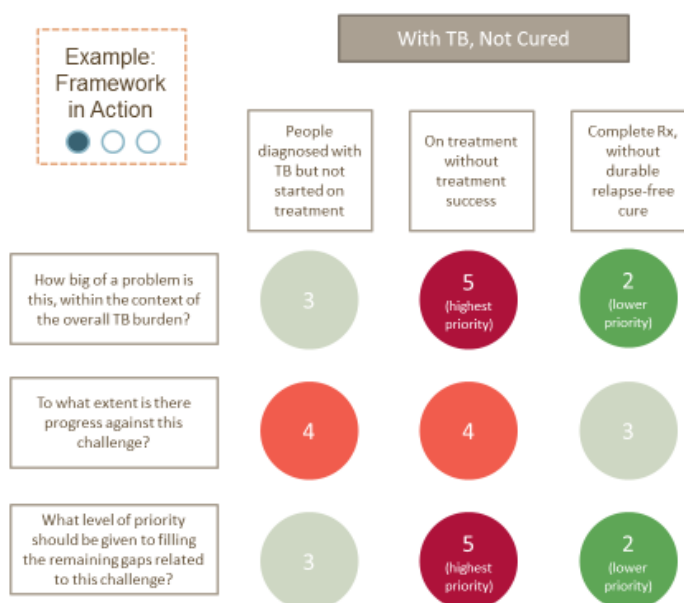 Example:
Framework
in Action
With TB, Not Cured
People
diagnosed with
TB but not
started on
treatment
On treatment
without
treatment
success
Complete Rx,
without
durable
relapse-free
cure
How big of a problem is
this, within the context of
the overall TB burden?
3
5
(highest
priority)
2
(lower
priority)
To what extent is there
progress against this
challenge?
4
4
3
What level of priority
should be given to filling
the remaining gaps related
to this challenge?
3
5
(highest
priority)
2
(lower
priority)